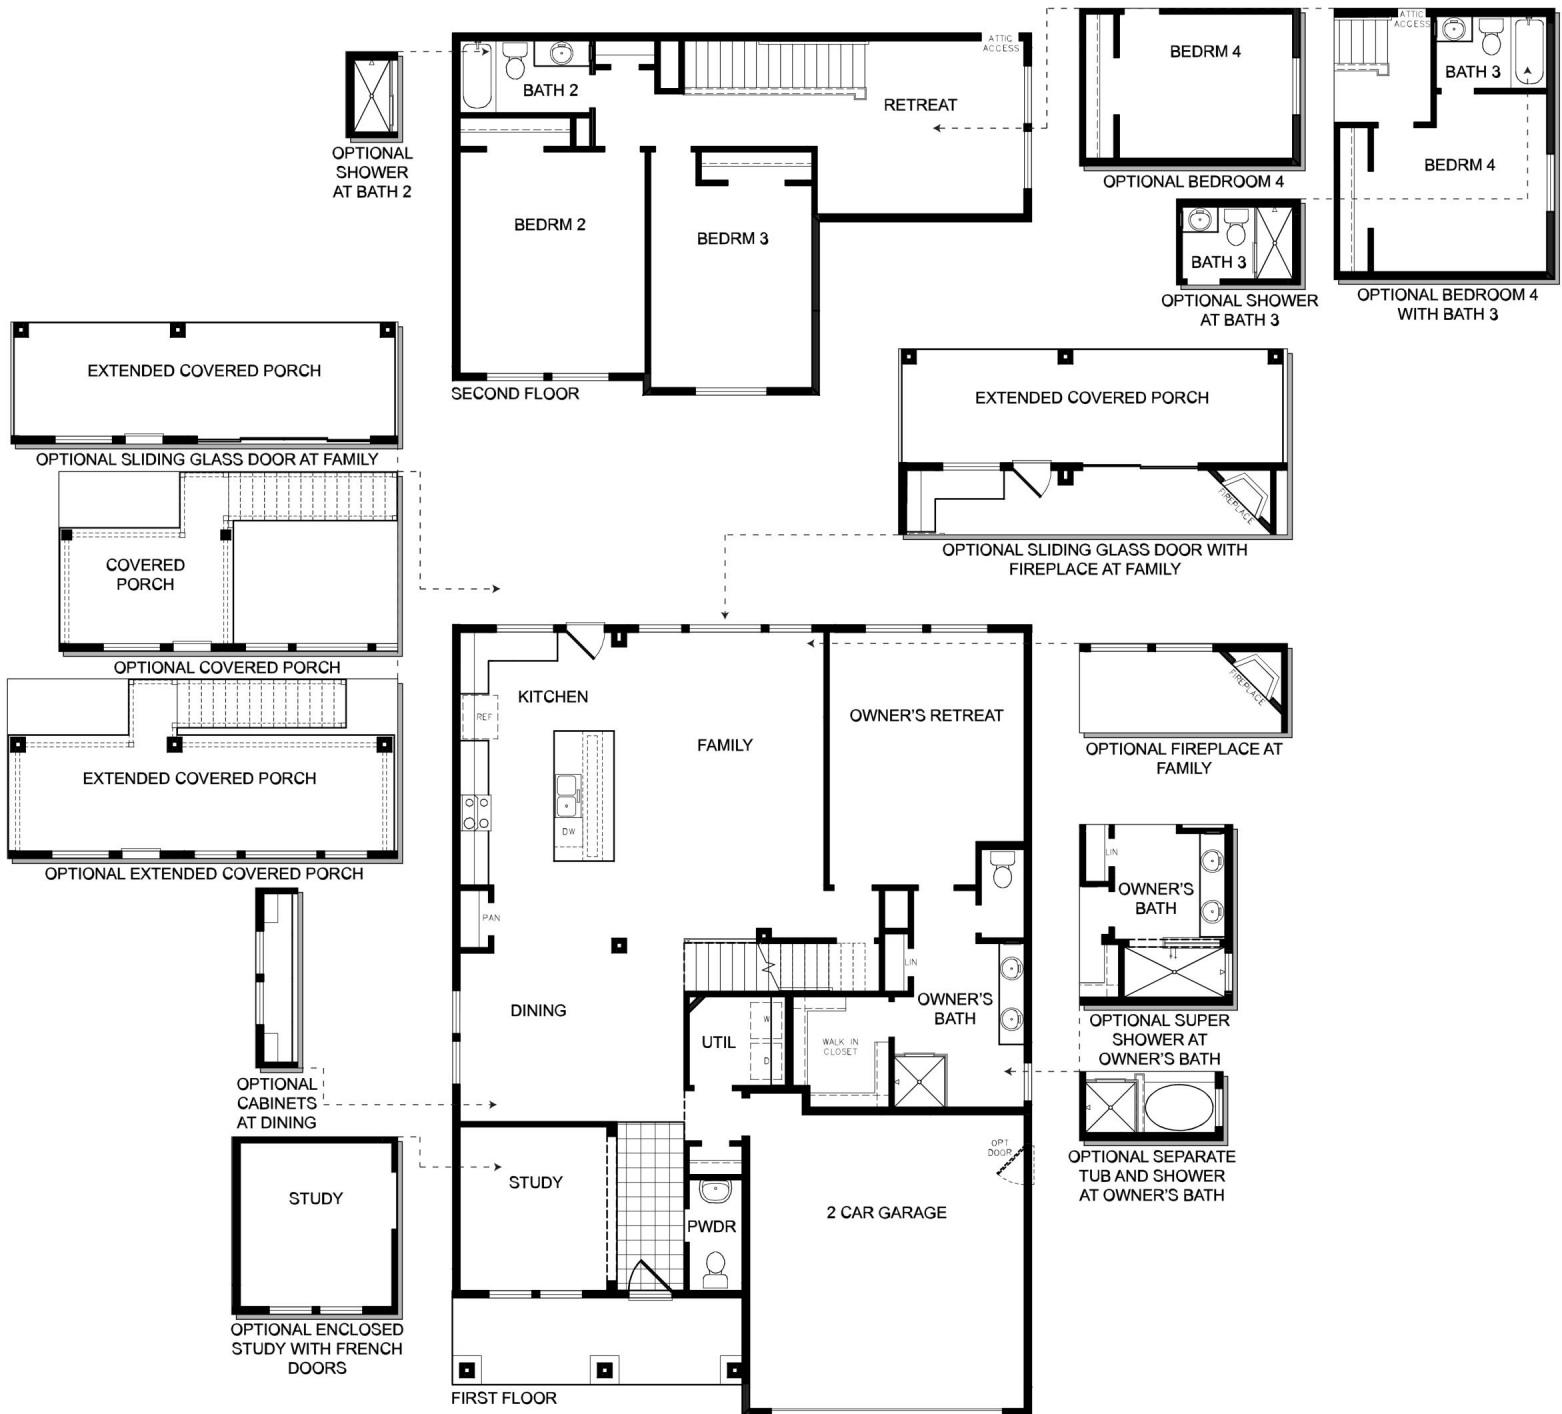 ATTIC
ACCESS
BATH 2
RETREAT
BEDRM 2
BEDRM 3
SECOND FLOOR
OPTIONAL
SHOWER
AT BATH 2
BEDRM 4
OPTIONAL BEDROOM 4
ATTIC
ACCESS
BATH 3
BEDRM 4
OPTIONAL BEDROOM 4
WITH BATH 3
BATH 3
OPTIONAL SHOWER
AT BATH 3
EXTENDED COVERED PORCH
OPTIONAL SLIDING GLASS DOOR AT FAMILY
EXTENDED COVERED PORCH
FIREPLACE
OPTIONAL SLIDING GLASS DOOR WITH
FIREPLACE AT FAMILY
COVERED
PORCH
OPTIONAL COVERED PORCH
EXTENDED COVERED PORCH
OPTIONAL EXTENDED COVERED PORCH
KITCHEN
REF
DW
FAMILY
OWNER'S RETREAT
FIREPLACE
OPTIONAL FIREPLACE AT
FAMILY
PAN
LIN
DINING
UTIL
W
D
WALK IN
CLOSET
OWNER'S
BATH
LIN
OWNER'S
BATH
OPTIONAL SUPER
SHOWER AT
OWNER'S BATH
OPTIONAL SEPARATE
TUB AND SHOWER
AT OWNER'S BATH
OPTIONAL
CABINETS
AT DINING
STUDY
OPTIONAL ENCLOSED
STUDY WITH FRENCH
DOORS
STUDY
PWDR
OPT
DOOR
2 CAR GARAGE
FIRST FLOOR